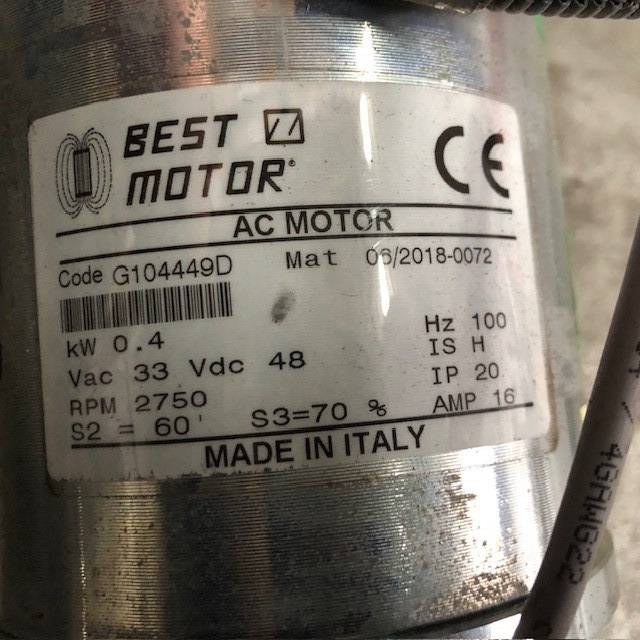 BEST
MOTOR®
CE
AC MOTOR
Code G104449D Mat 06/2018-0072
kW 0.4 Hz 100
Vac 33 Vdc 48 IS H
RPM 2750 IP 20
S2 = 60' S3=70 % AMP 16
MADE IN ITALY
4GAWG22